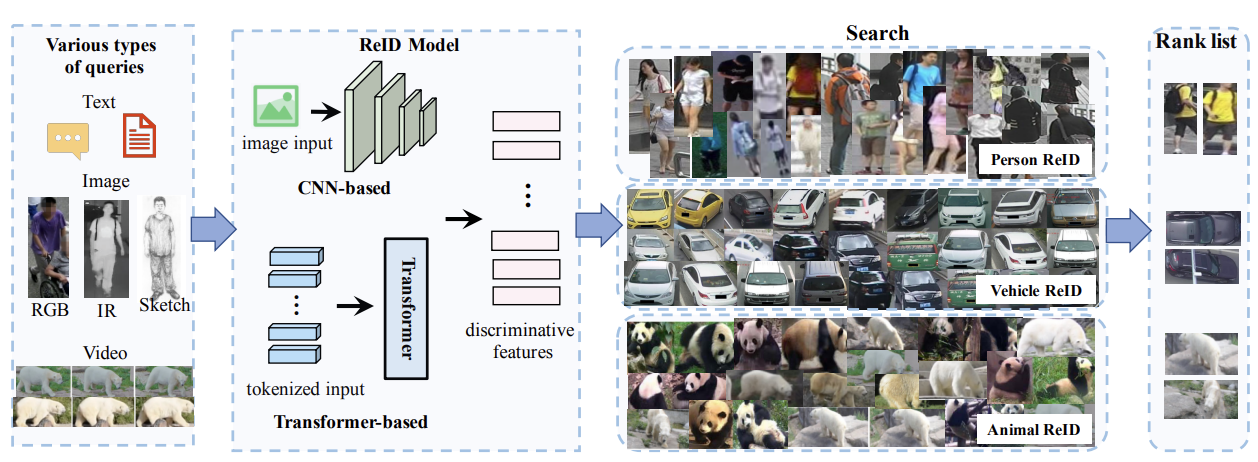 Various types
of queries
Text
Image
RGB
IR
Sketch
Video
ReID Model
image input
CNN-based
tokenized input
Transformer
Transformer-based
discriminative
features
Search
Person ReID
Vehicle ReID
Animal ReID
Rank list